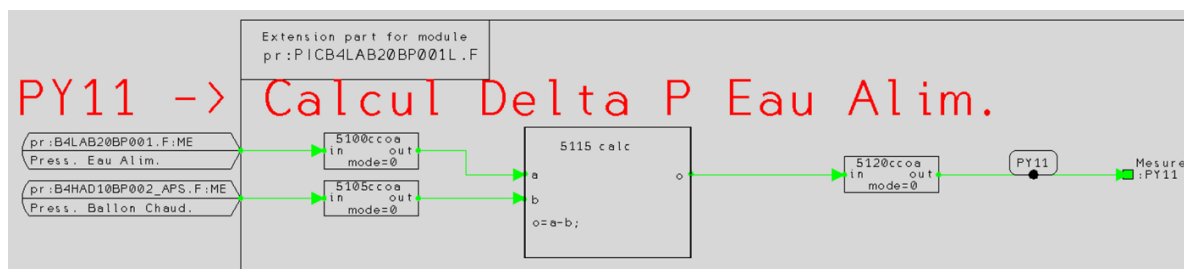 Extension part for module
pr:PICB4LAB20BP001L.F
PY11 -> Calcul Delta P Eau Alim.
pr:B4LAB20BP001.F:ME
Press. Eau Alim.
5100ccoa
in out
mode=0
5115 calc
a
o
b
o=a-b;
pr:B4HAD10BP002_APS.F:ME
Press. Ballon Chaud.
5105ccoa
in out
mode=0
5120ccoa
in out
mode=0
PY11
Mesure
:PY11